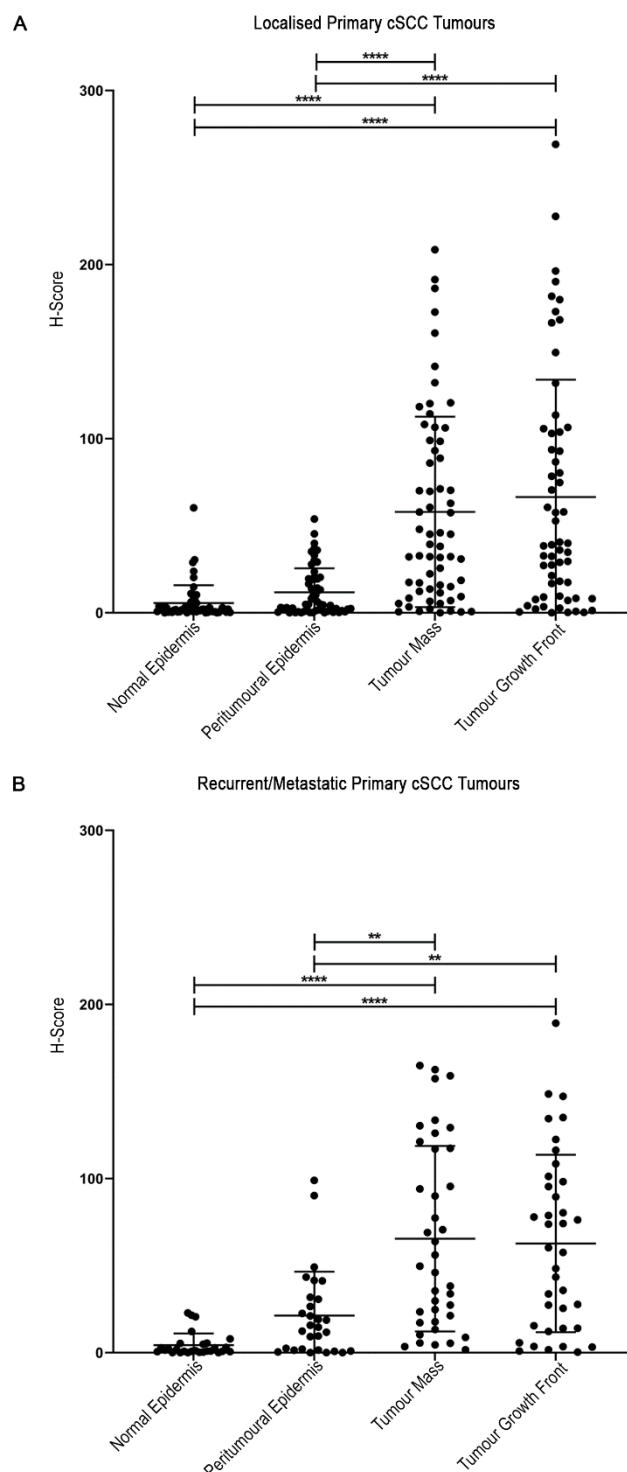 A
Localised Primary cSCC Tumours
****
****
****
****
300
200
100
0
H-Score
Normal Epidermis
Peritumoural Epidermis
Tumour Mass
Tumour Growth Front
B
Recurrent/Metastatic Primary cSCC Tumours
300
**
**
****
****
200
100
0
H-Score
Normal Epidermis
Peritumoural Epidermis
Tumour Mass
Tumour Growth Front